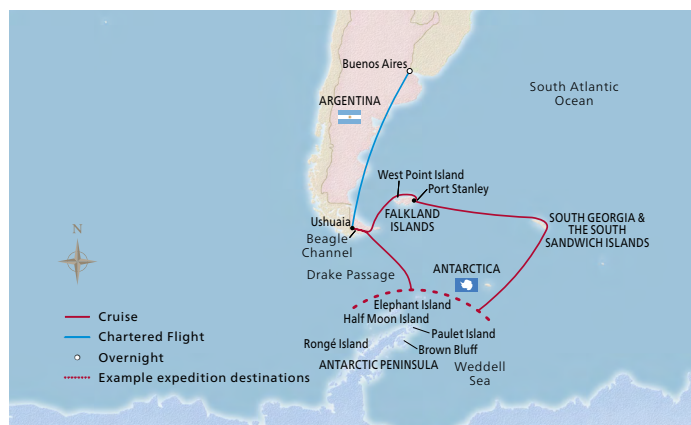 Buenos Aires
South Atlantic
Ocean
ARGENTINA
West Point Island
Port Stanley
FALKLAND
ISLANDS
SOUTH GEORGIA &
THE SOUTH
SANDWICH ISLANDS
Ushuaia
Beagle
Channel
N
Drake Passage
ANTARCTICA
Elephant Island
Half Moon Island
Paulet Island
Rongé Island
Brown Bluff
ANTARCTIC PENINSULA
Weddell
Sea
Cruise
Chartered Flight
Overnight
Example expedition destinations